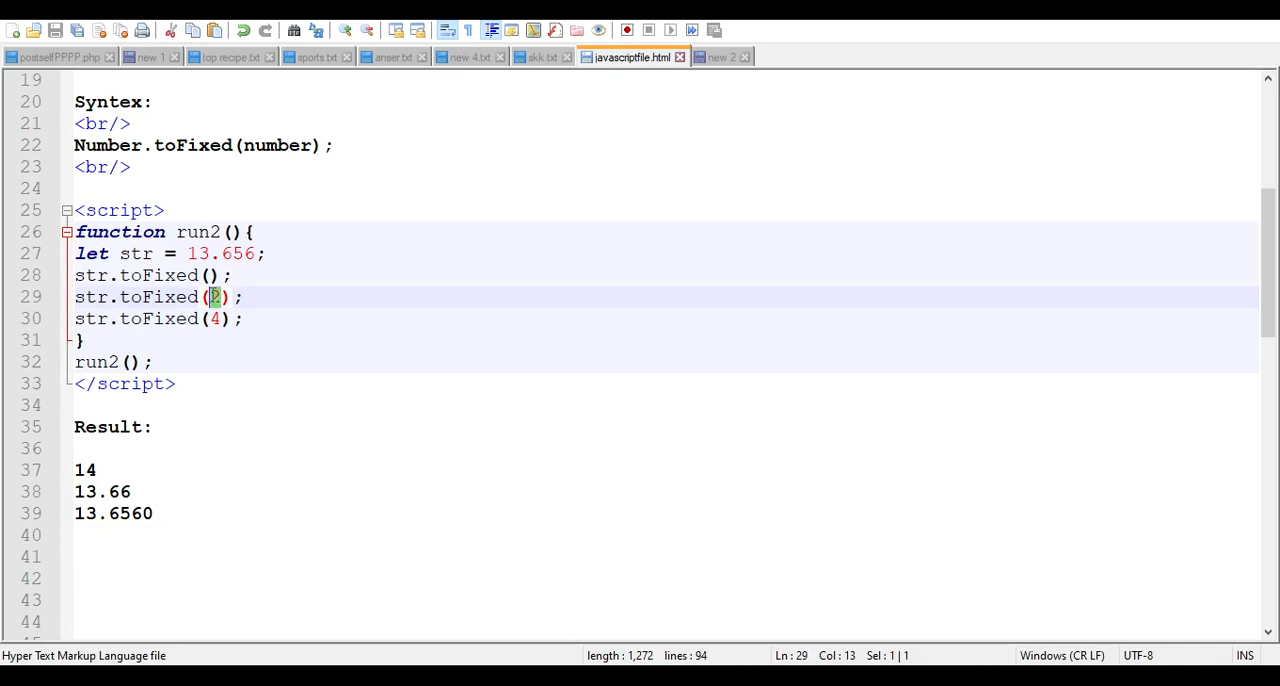 postselfPPPP.php new 1 top recipe.txt sports.txt anser.txt new 4.txt skk.txt javascriptfile.html new 2
19
20 Syntex:
21 <br/>
22 Number.toFixed(number);
23 <br/>
24
25 <script>
26 function run2(){
27 let str = 13.656;
28 str.toFixed();
29 str.toFixed(2);
30 str.toFixed(4);
31 }
32 run2();
33 </script>
34
35 Result:
36
37 14
38 13.66
39 13.6560
40
41
42
43
44
Hyper Text Markup Language file length : 1,272 lines : 94 Ln : 29 Col : 13 Sel : 1 | 1 Windows (CR LF) UTF-8 INS